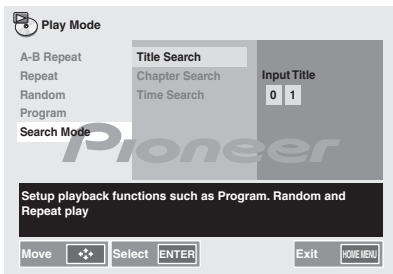 Play Mode
A-B Repeat
Repeat
Random
Program
Search Mode
Title Search
Chapter Search
Time Search
Input Title
0 1
Pioneer
Setup playback functions such as Program. Random and
Repeat play
Move Select ENTER Exit HOME MENU